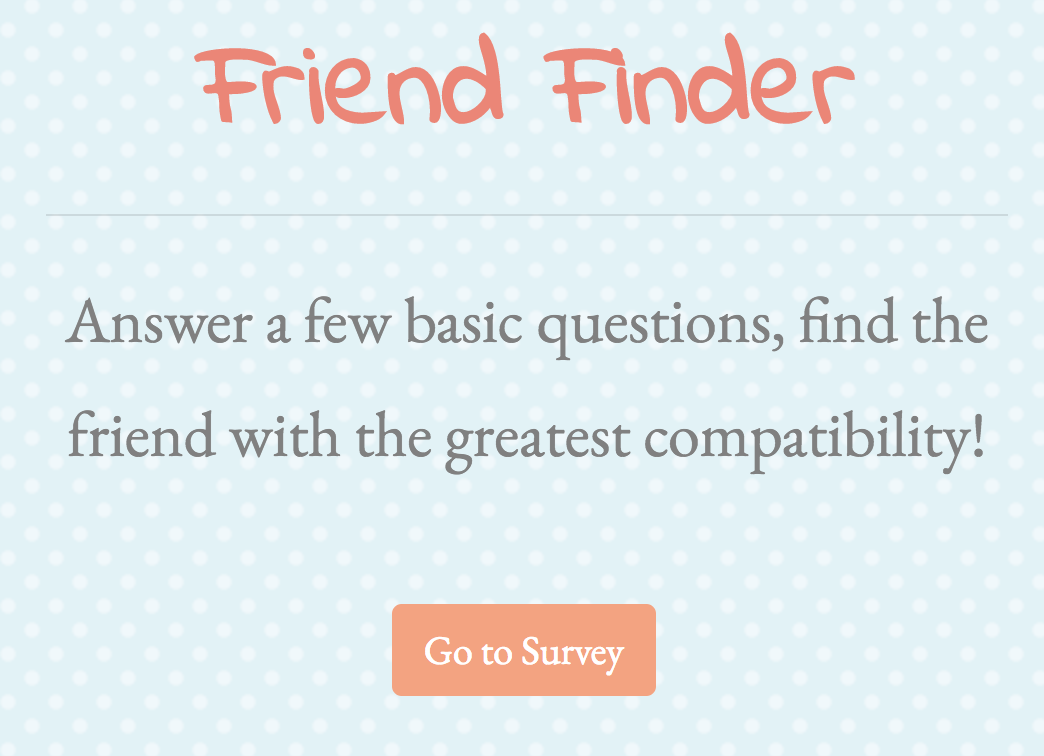 Friend Finder
Answer a few basic questions, find the
friend with the greatest compatibility!
Go to Survey